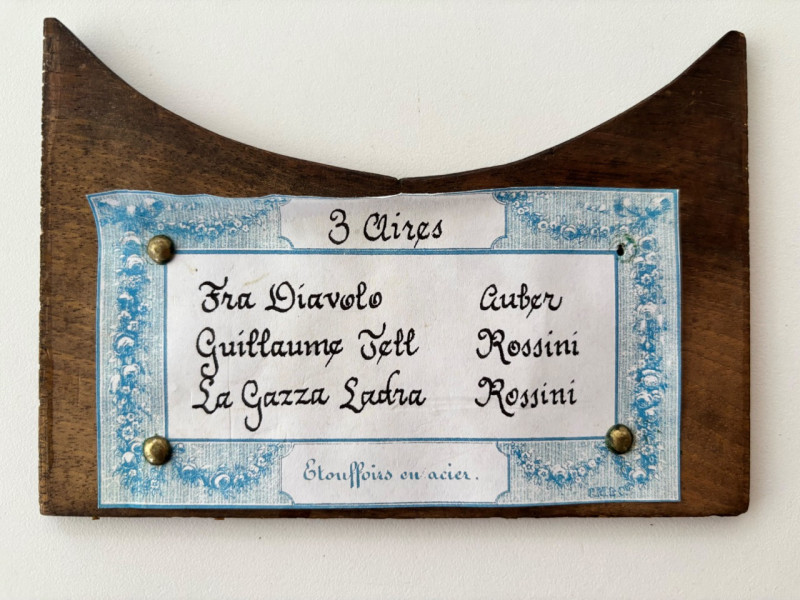 3 Aires
Fra Diavolo Auber
Guillaume Tell Rossini
La Gazza Ladra Rossini
Etouffoirs en acier.